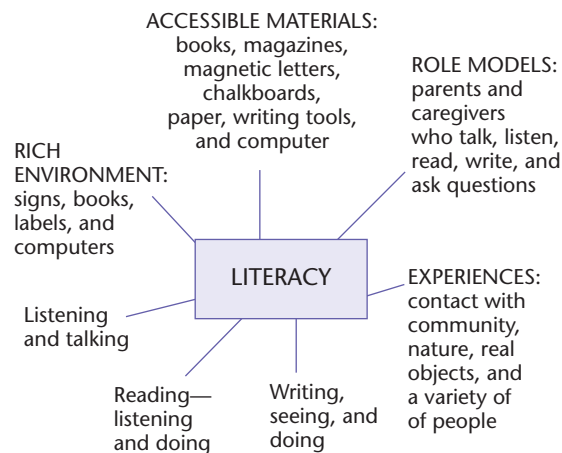 ACCESSIBLE MATERIALS:
books, magazines,
magnetic letters,
chalkboards,
paper, writing tools,
and computer
ROLE MODELS:
parents and
caregivers
who talk, listen,
read, write, and
ask questions
RICH
ENVIRONMENT:
signs, books,
labels, and
computers
LITERACY
EXPERIENCES:
contact with
community,
nature, real
objects, and
a variety of
of people
Listening
and talking
Reading—
listening
and doing
Writing,
seeing, and
doing